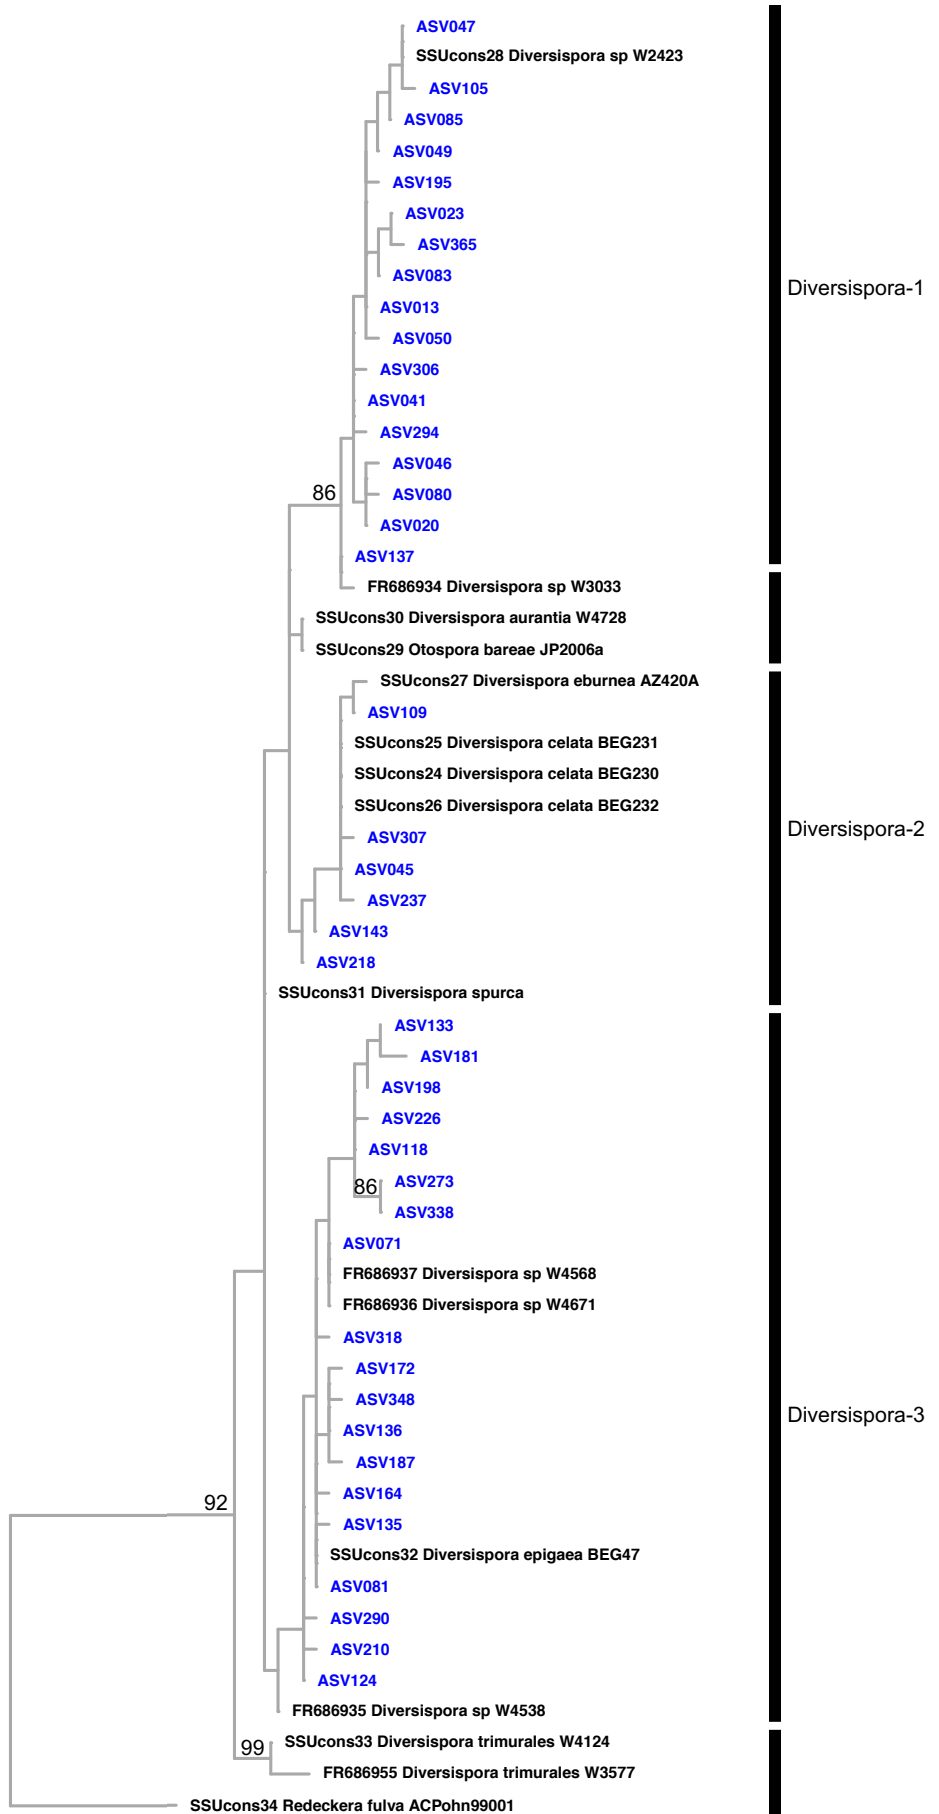 ASV047
SSUcons28 Diversispora sp W2423
ASV105
ASV085
ASV049
ASV195
ASV023
ASV365
ASV083
Diversispora-1
ASV013
ASV050
ASV306
ASV041
ASV294
ASV046
86
ASV080
ASV020
ASV137
FR686934 Diversispora sp W3033
SSUcons30 Diversispora aurantia W4728
SSUcons29 Otospora bareae JP2006a
SSUcons27 Diversispora eburnea AZ420A
ASV109
SSUcons25 Diversispora celata BEG231
SSUcons24 Diversispora celata BEG230
SSUcons26 Diversispora celata BEG232
Diversispora-2
ASV307
ASV045
ASV237
ASV143
ASV218
SSUcons31 Diversispora spurca
ASV133
ASV181
ASV198
ASV226
ASV118
86
ASV273
ASV338
ASV071
FR686937 Diversispora sp W4568
FR686936 Diversispora sp W4671
ASV318
ASV172
ASV348
Diversispora-3
ASV136
ASV187
ASV164
92
ASV135
SSUcons32 Diversispora epigaea BEG47
ASV081
ASV290
ASV210
ASV124
FR686935 Diversispora sp W4538
SSUcons33 Diversispora trimurales W4124
99
FR686955 Diversispora trimurales W3577
SSUcons34 Redeckera fulva ACPohn99001